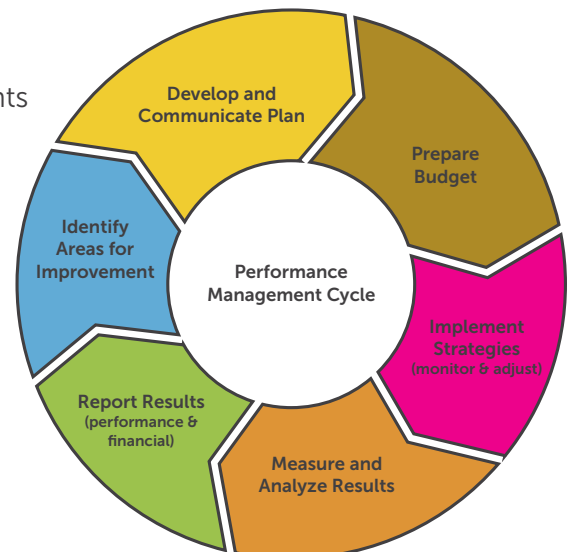 nts
Develop and
Communicate Plan
Prepare
Budget
Implement
Strategies
(monitor & adjust)
Measure and
Analyze Results
Report Results
(performance &
financial)
Identify
Areas for
Improvement
Performance
Management Cycle